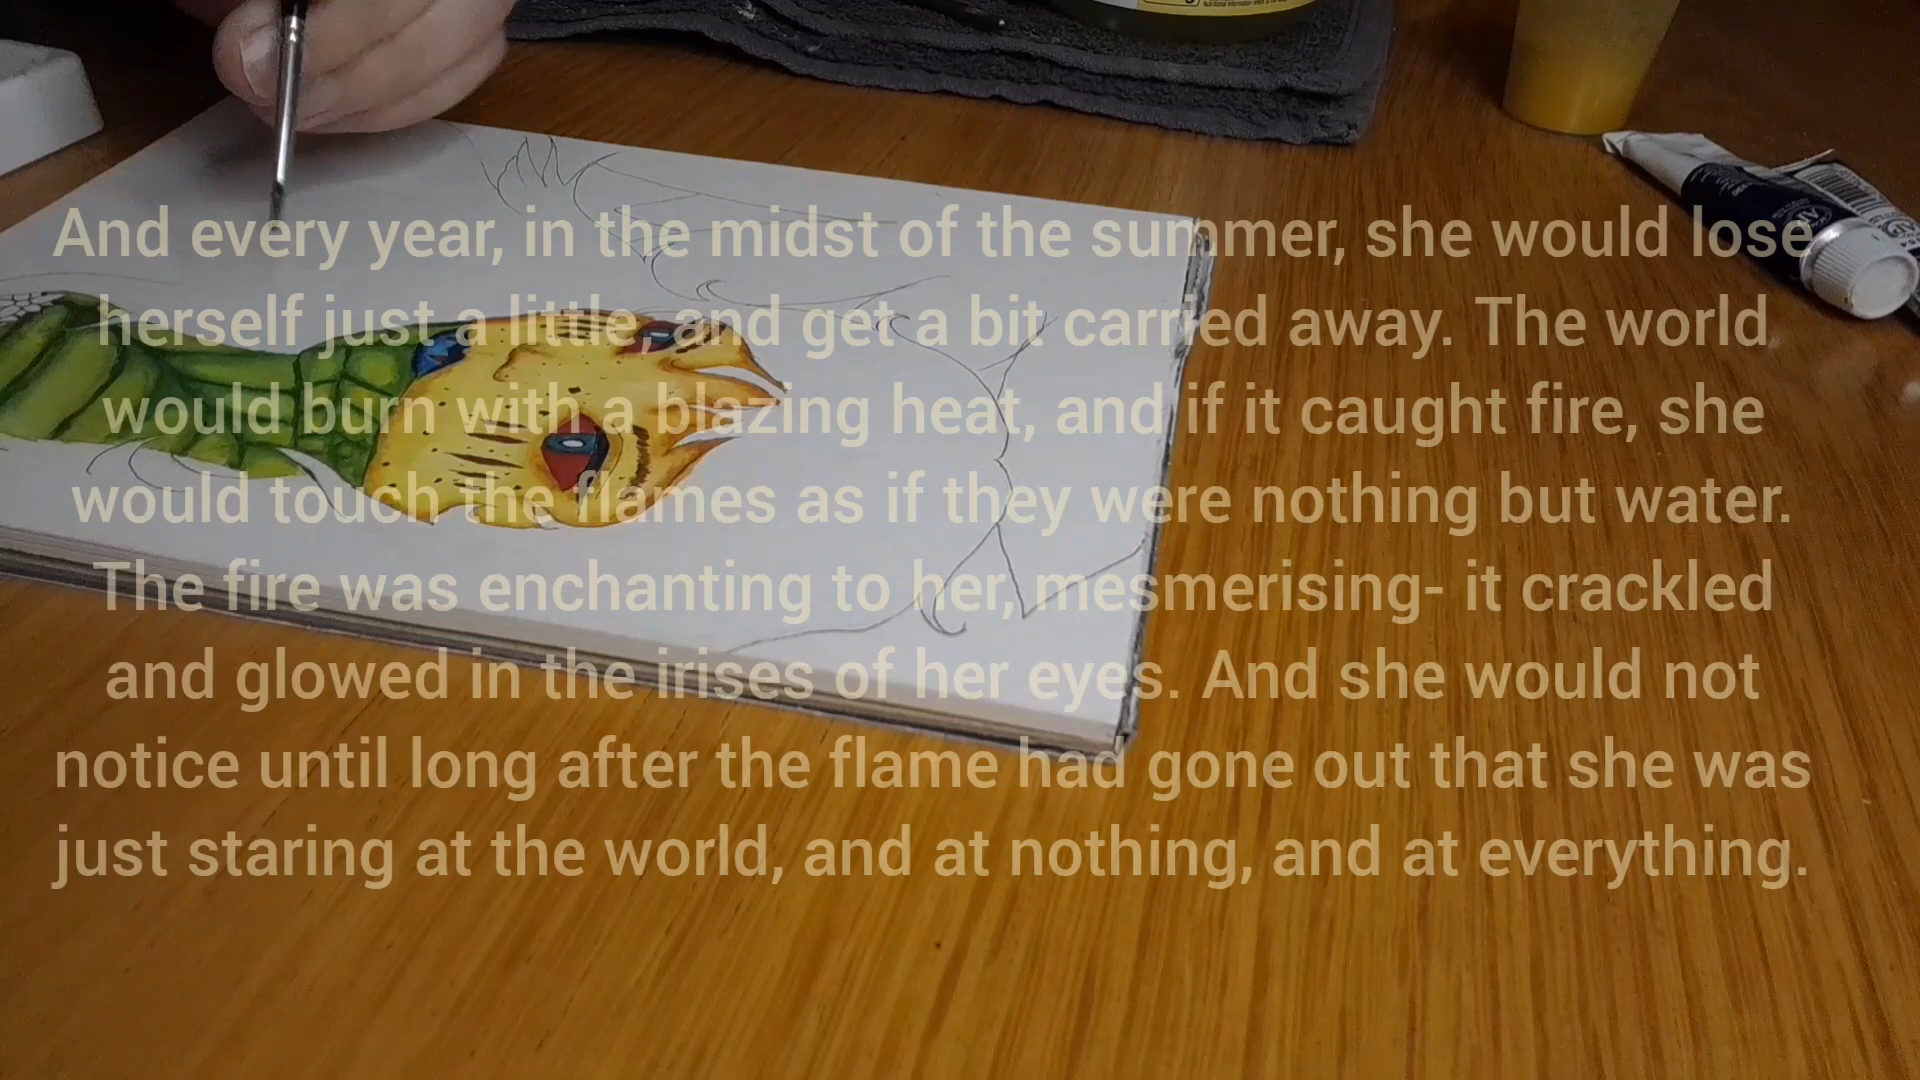 And every year, in the midst of the summer, she would lose
herself just a little, and get a bit carried away. The world
would burn with a blazing heat, and if it caught fire, she
would touch the flames as if they were nothing but water.
The fire was enchanting to her, mesmerising- it crackled
and glowed in the irises of her eyes. And she would not
notice until long after the flame had gone out that she was
just staring at the world, and at nothing, and at everything.